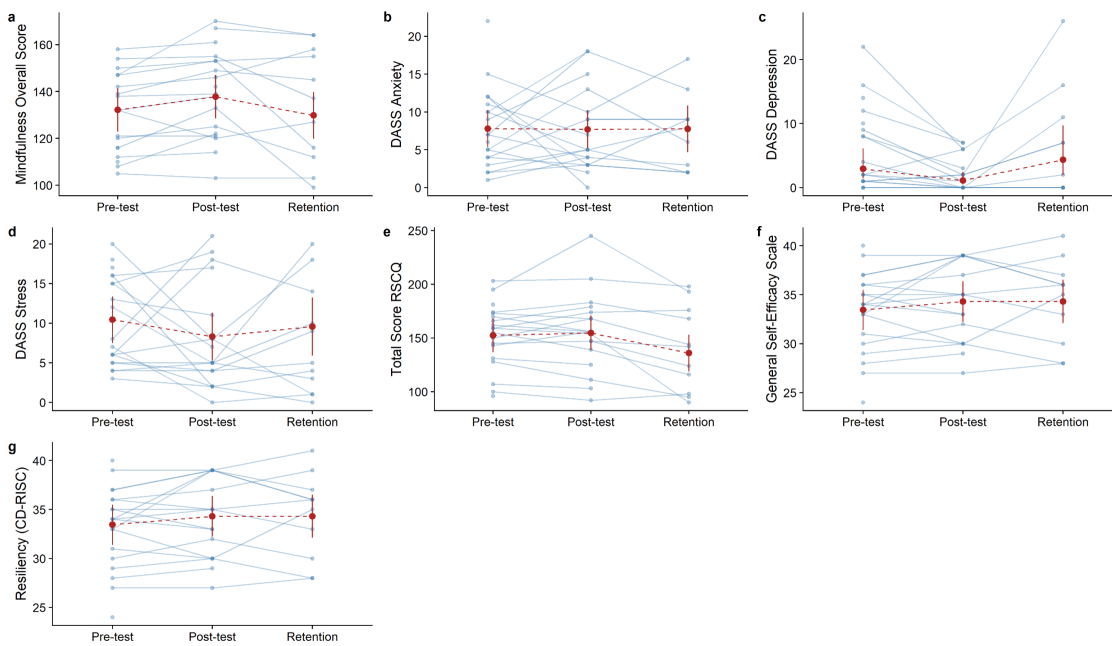 a
Mindfulness Overall Score
160
140
120
100
Pre-test Post-test Retention
b
DASS Anxiety
20
15
10
5
0
Pre-test Post-test Retention
c
DASS Depression
20
10
0
Pre-test Post-test Retention
d
DASS Stress
20
15
10
5
0
Pre-test Post-test Retention
e
Total Score RSCQ
250
200
150
100
Pre-test Post-test Retention
f
General Self-Efficacy Scale
40
35
30
25
Pre-test Post-test Retention
g
Resiliency (CD-RISC)
40
35
30
25
Pre-test Post-test Retention